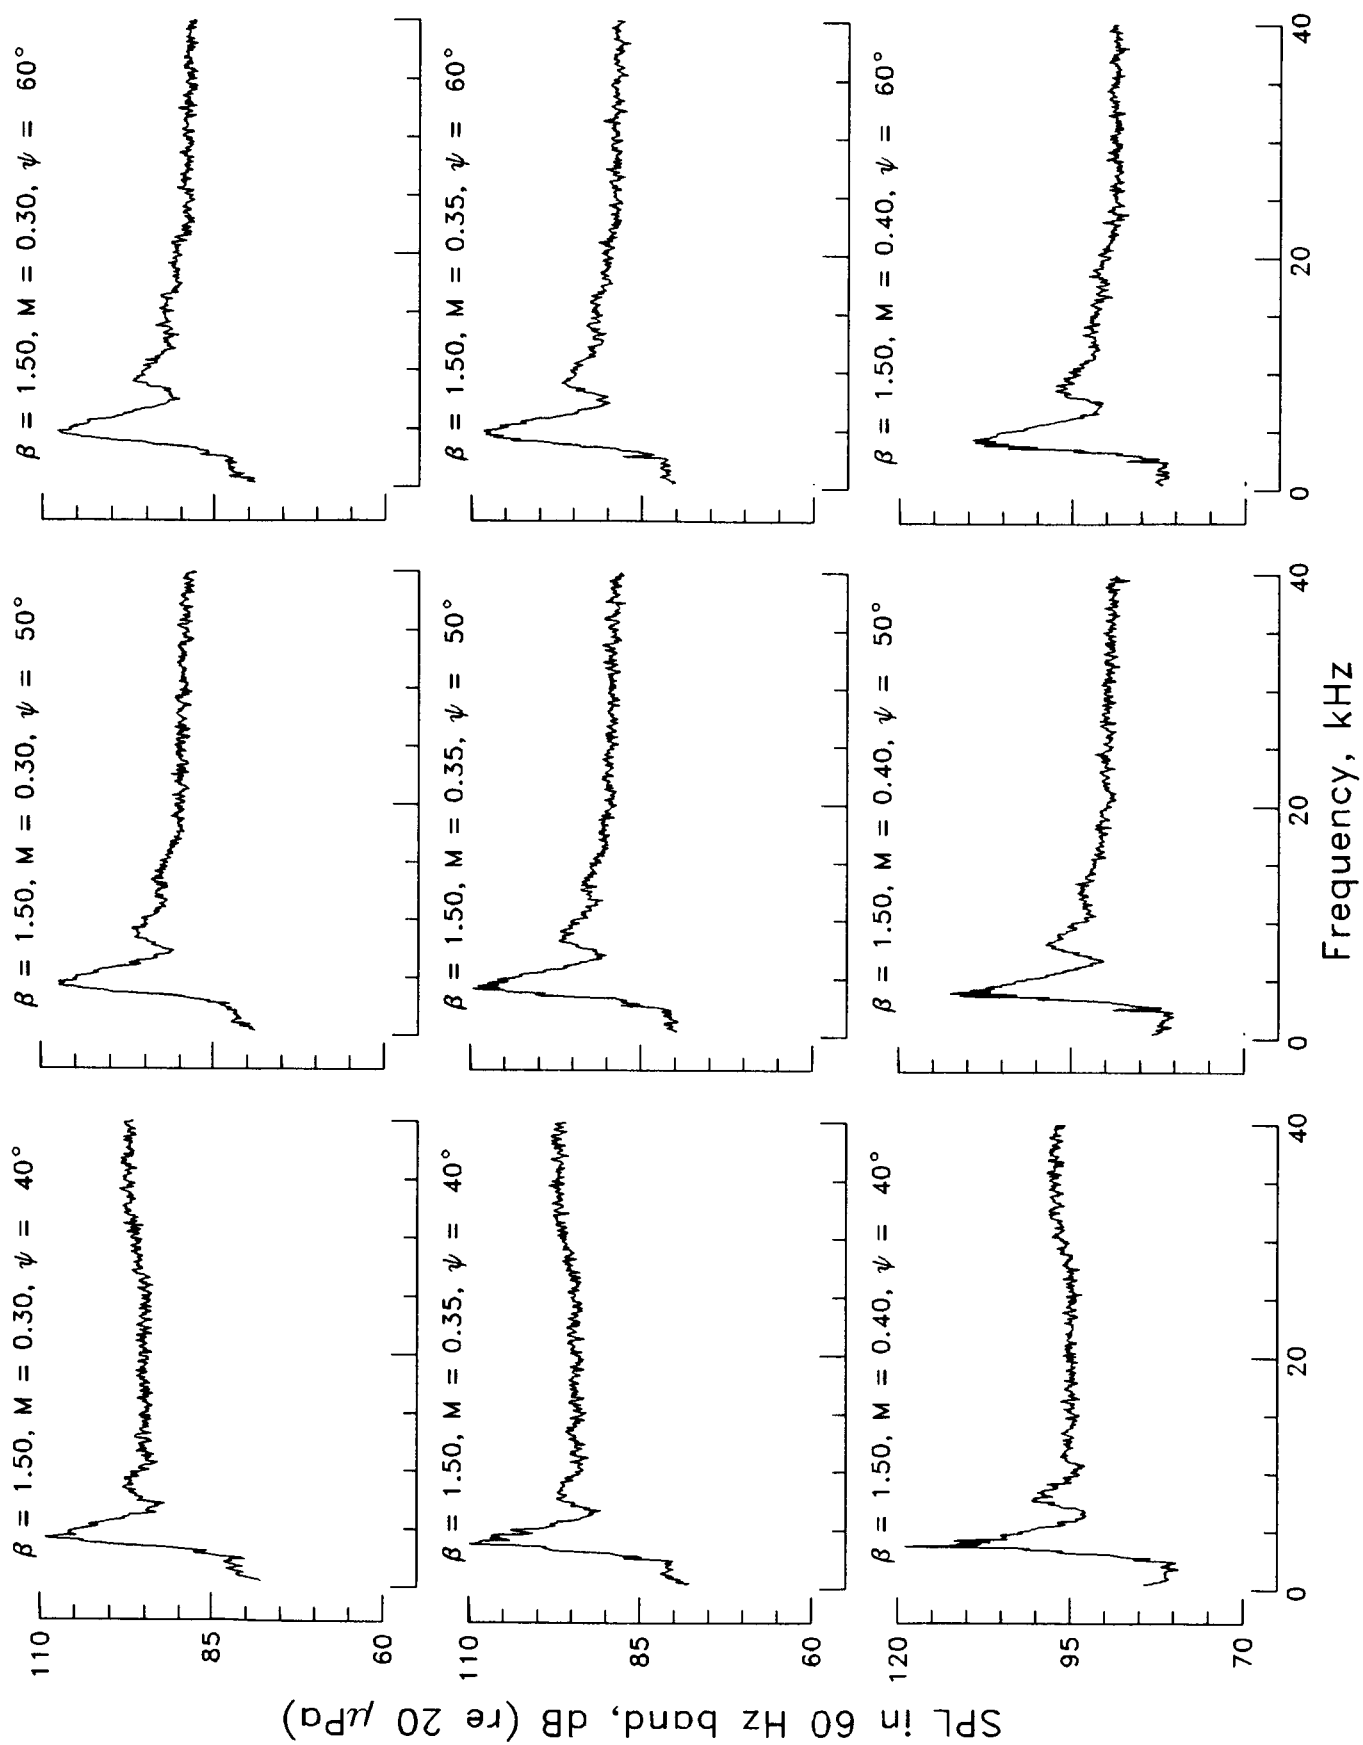 SPL in 60 Hz band, dB (re 20 μPa)
β = 1.50, M = 0.30, ψ = 40°
β = 1.50, M = 0.30, ψ = 50°
β = 1.50, M = 0.30, ψ = 60°
110
85
60
β = 1.50, M = 0.35, ψ = 40°
β = 1.50, M = 0.35, ψ = 50°
β = 1.50, M = 0.35, ψ = 60°
110
85
60
β = 1.50, M = 0.40, ψ = 40°
β = 1.50, M = 0.40, ψ = 50°
β = 1.50, M = 0.40, ψ = 60°
120
95
70
0 20 40
0 20 40
0 20 40
Frequency, kHz